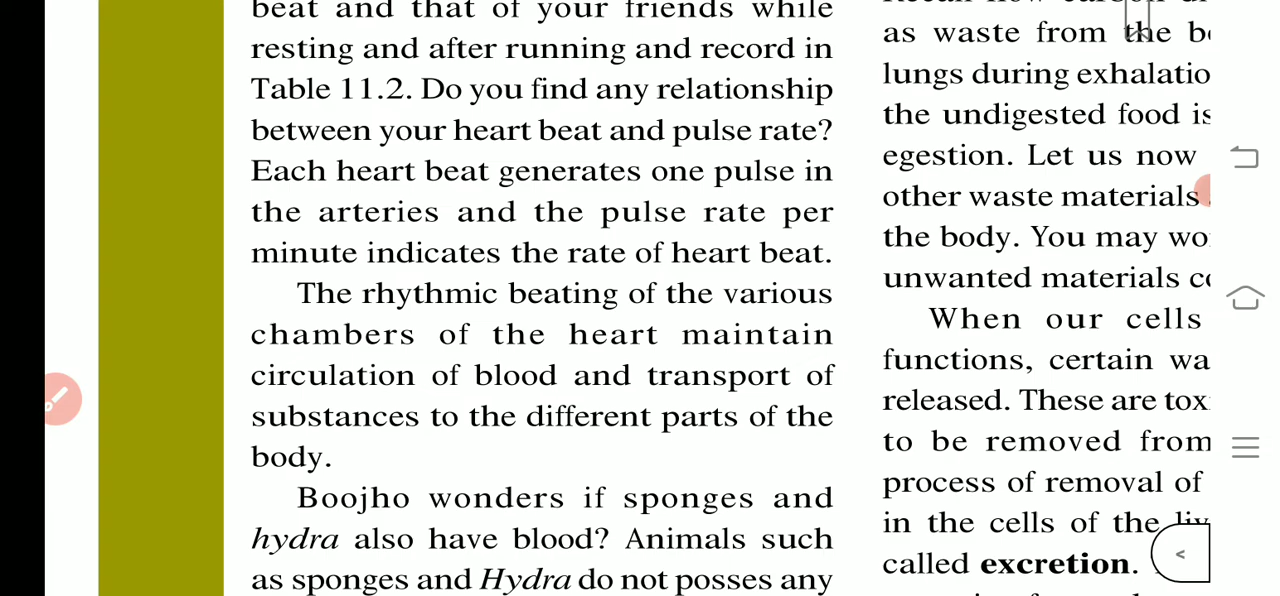 beat and that of your friends while
resting and after running and record in
Table 11.2. Do you find any relationship
between your heart beat and pulse rate?
Each heart beat generates one pulse in
the arteries and the pulse rate per
minute indicates the rate of heart beat.
The rhythmic beating of the various
chambers of the heart maintain
circulation of blood and transport of
substances to the different parts of the
body.
Boojho wonders if sponges and
hydra also have blood? Animals such
as sponges and Hydra do not posses any
as waste from the
lungs during
the undigested food
egestion. Let us now
other waste materials
the body. You may
unwanted materials
When our cells
functions, certain
released. These are
to be removed from
process of removal of
in the cells of the
called excretion.